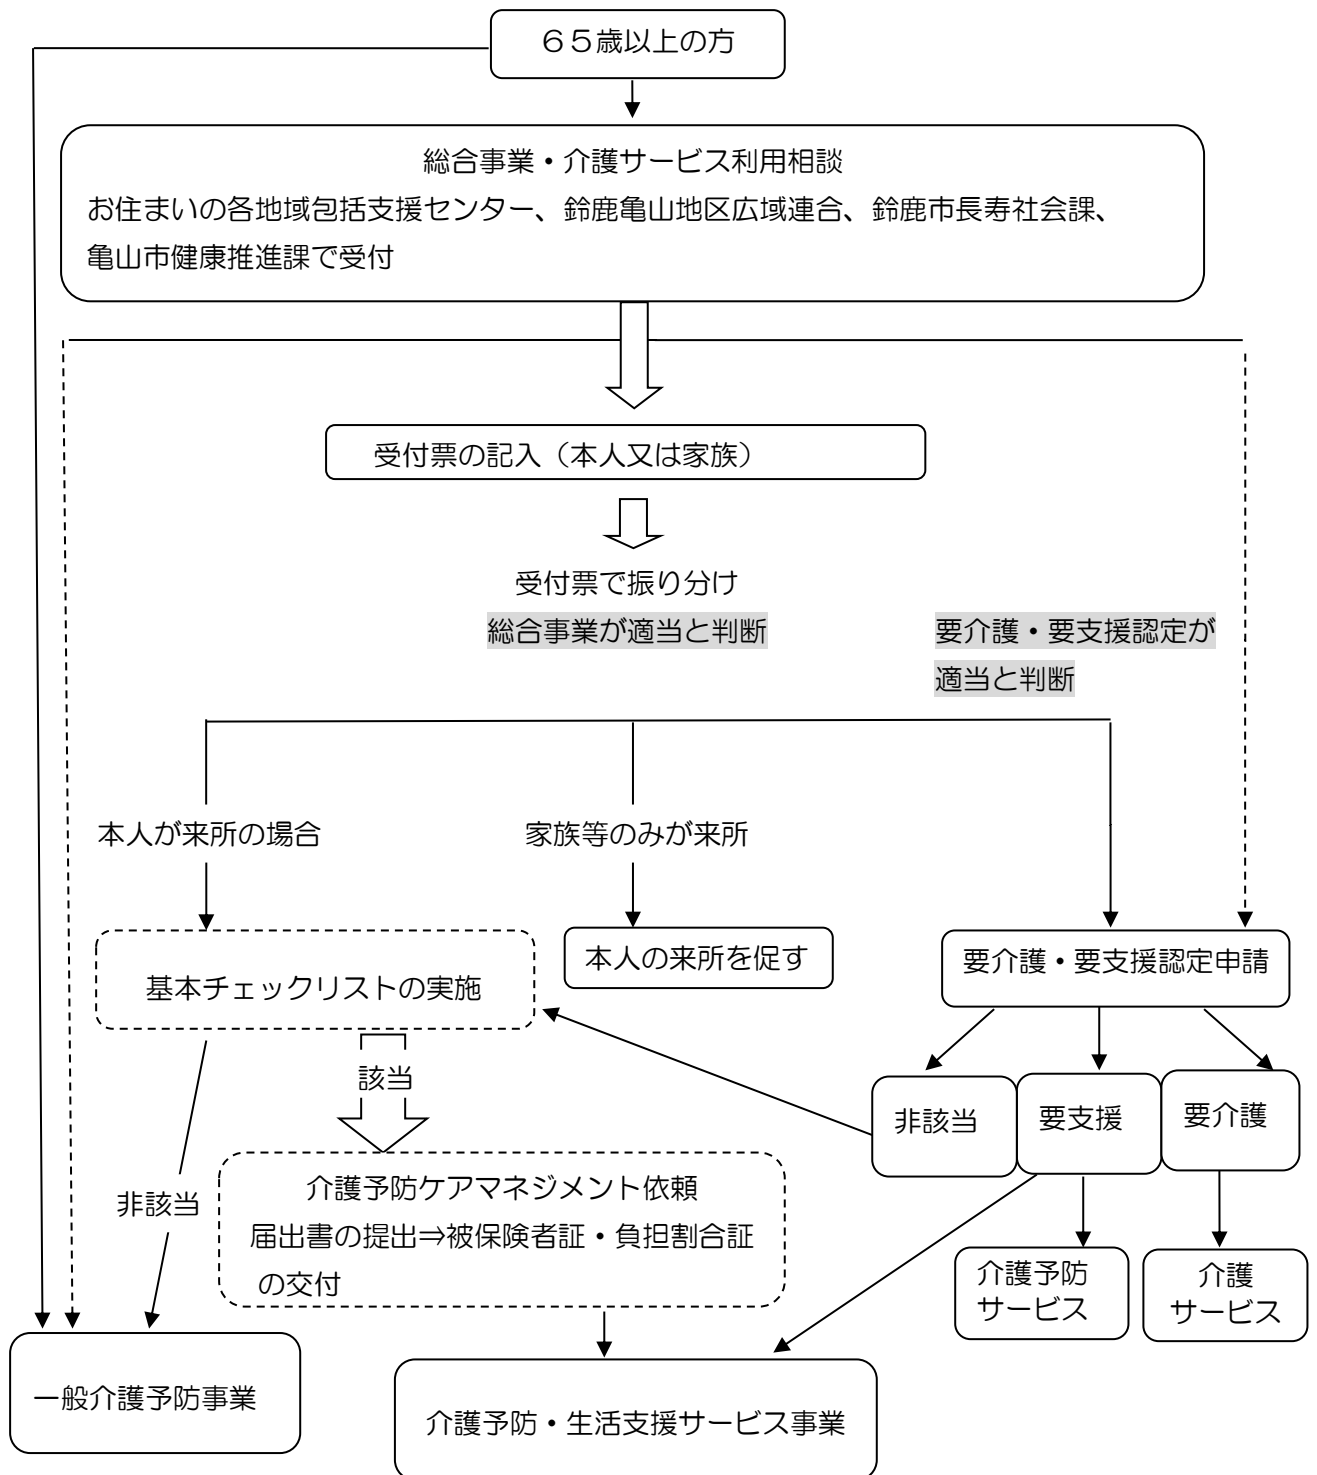 ６５歳以上の方
総合事業・介護サービス利用相談
お住まいの各地域包括支援センター、鈴鹿亀山地区広域連合、鈴鹿市長寿社会課、
亀山市健康推進課で受付
受付票の記入（本人又は家族）
受付票で振り分け
総合事業が適当と判断
要介護・要支援認定が
適当と判断
本人が来所の場合
家族等のみが来所
基本チェックリストの実施
本人の来所を促す
要介護・要支援認定申請
該当
非該当
要支援
要介護
非該当
介護予防ケアマネジメント依頼
届出書の提出⇒被保険者証・負担割合証
の交付
介護予防
サービス
介護
サービス
一般介護予防事業
介護予防・生活支援サービス事業